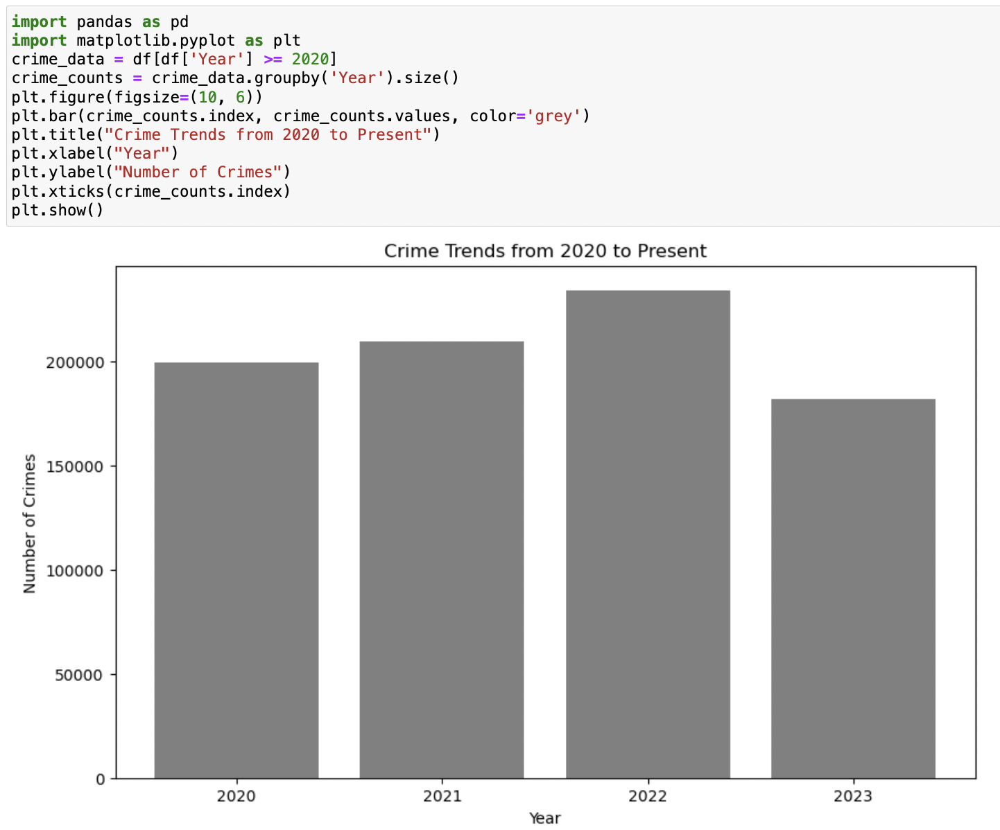 import pandas as pd
import matplotlib.pyplot as plt
crime_data = df[df['Year'] >= 2020]
crime_counts = crime_data.groupby('Year').size()
plt.figure(figsize=(10, 6))
plt.bar(crime_counts.index, crime_counts.values, color='grey')
plt.title("Crime Trends from 2020 to Present")
plt.xlabel("Year")
plt.ylabel("Number of Crimes")
plt.xticks(crime_counts.index)
plt.show()
Crime Trends from 2020 to Present
Number of Crimes
200000
150000
100000
50000
0
2020 2021 2022 2023
Year